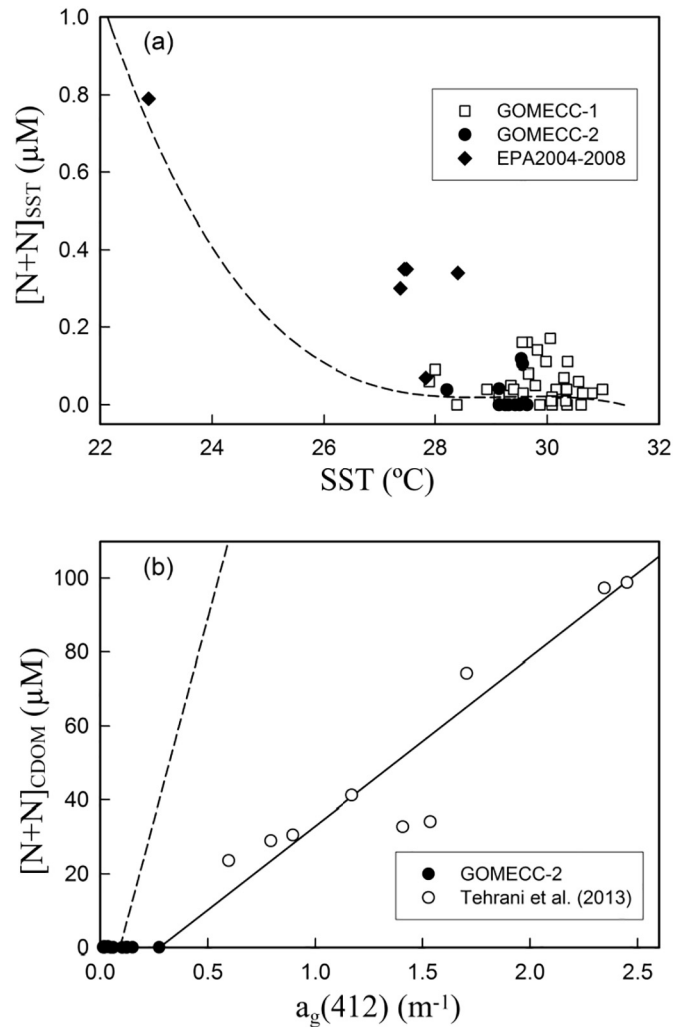 (a)
1.0
0.8
0.6
0.4
0.2
0.0
[N+N]SST (μM)
GOMECC-1
GOMECC-2
EPA2004-2008
22 24 26 28 30 32
SST (ºC)
(b)
100
80
60
40
20
0
[N+N]CDOM (μM)
GOMECC-2
Tehrani et al. (2013)
0.0 0.5 1.0 1.5 2.0 2.5
ag(412) (m-1)